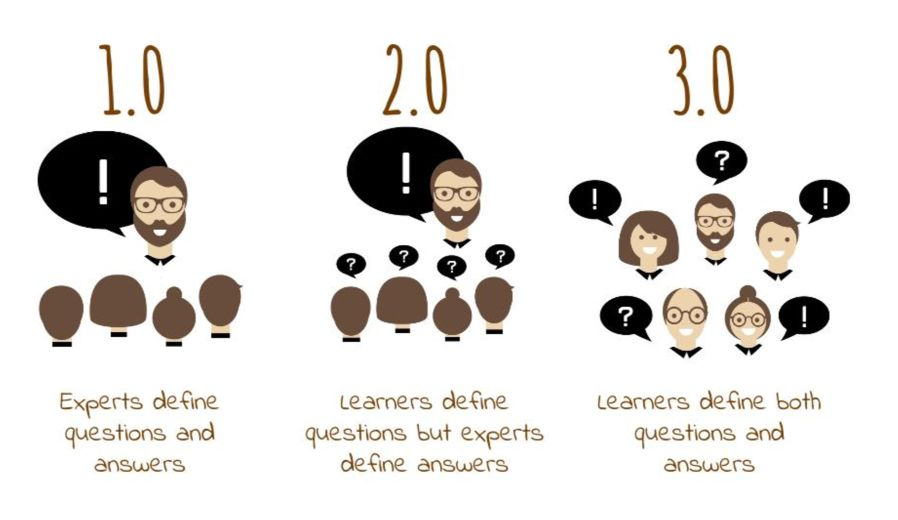 1.0
2.0
3.0
!
!
?
?
?
?
?
!
!
?
!
Experts define
questions and
answers
Learners define
questions but experts
define answers
Learners define both
questions and
answers